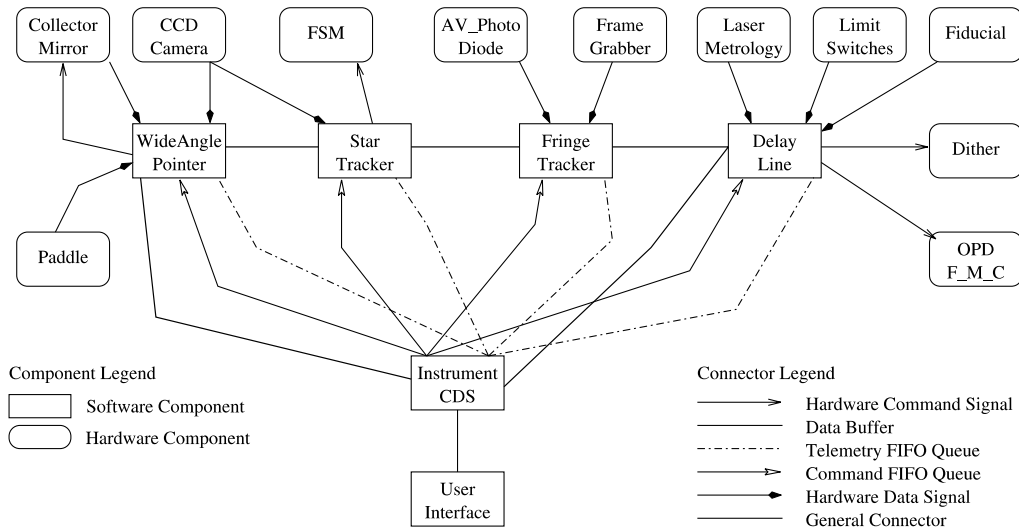 Collector
Mirror
CCD
Camera
FSM
AV_Photo
Diode
Frame
Grabber
Laser
Metrology
Limit
Switches
Fiducial
WideAngle
Pointer
Star
Tracker
Fringe
Tracker
Delay
Line
Dither
Paddle
OPD
F_M_C
Instrument
CDS
User
Interface
Component Legend
Software Component
Hardware Component
Connector Legend
Hardware Command Signal
Data Buffer
Telemetry FIFO Queue
Command FIFO Queue
Hardware Data Signal
General Connector